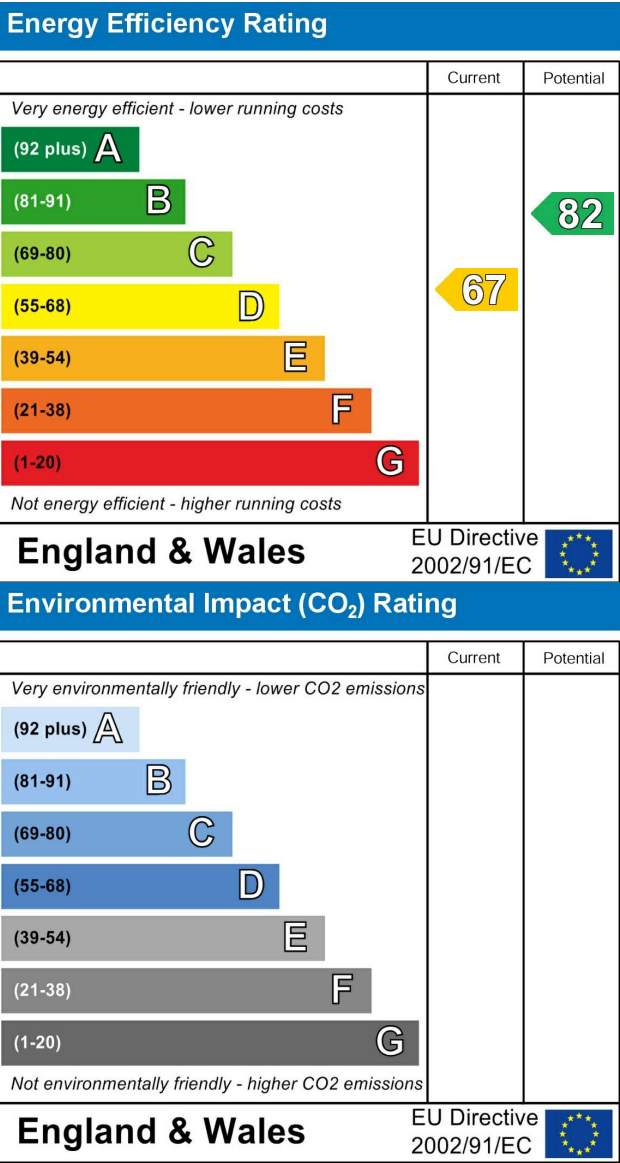 Energy Efficiency Rating
Current Potential
Very energy efficient - lower running costs
(92 plus) A
(81-91) B
82
(69-80) C
67
(55-68) D
(39-54) E
(21-38) F
(1-20) G
Not energy efficient - higher running costs
England & Wales
EU Directive
2002/91/EC
Environmental Impact (CO₂) Rating
Current Potential
Very environmentally friendly - lower CO2 emissions
(92 plus) A
(81-91) B
(69-80) C
(55-68) D
(39-54) E
(21-38) F
(1-20) G
Not environmentally friendly - higher CO2 emissions
England & Wales
EU Directive
2002/91/EC